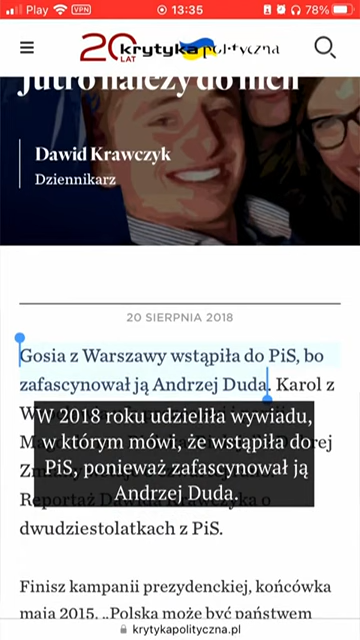 Play VPN 13:35 78%
20 LAT krytyka polityczna
Jutro należy do nich
Dawid Krawczyk
Dziennikarz
20 SIERPNIA 2018
Gosia z Warszawy wstąpiła do PiS, bo
zafascynował ją Andrzej Duda. Karol z
W 2018 roku udzieliła wywiadu,
w którym mówi, że wstąpiła do
PiS, ponieważ zafascynował ją
Andrzej Duda.
Reportaż Dawida Krawczyka o
dwudziestolatkach z PiS.
Finisz kampanii prezydenckiej, końcówka
maja 2015. „Polska może być państwem
krytykapolityczna.pl